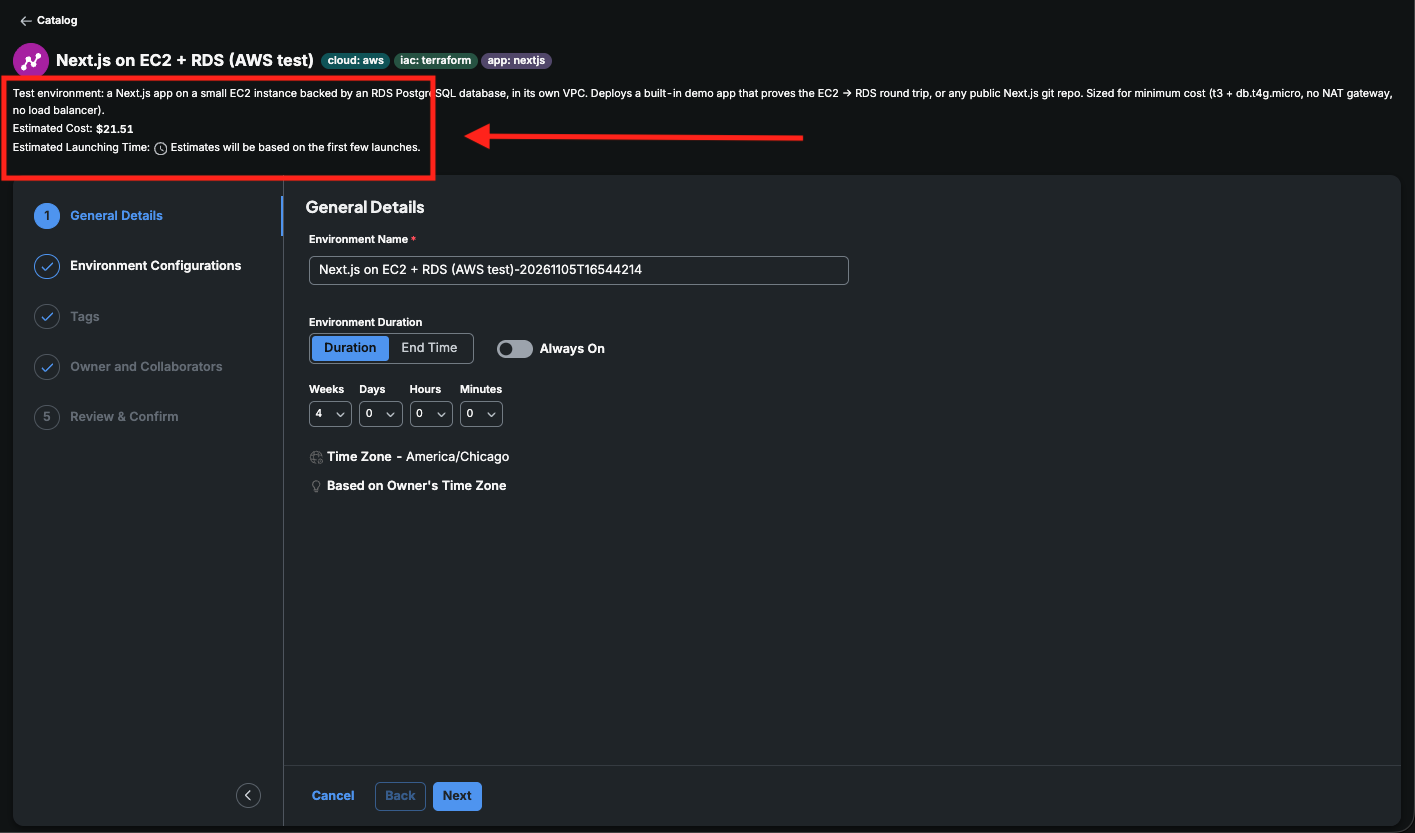 Catalog
Next.js on EC2 + RDS (AWS test) cloud: aws iac: terraform app: nextjs
Test environment: a Next.js app on a small EC2 instance backed by an RDS PostgreSQL database, in its own VPC. Deploys a built-in demo app that proves the EC2 → RDS round trip, or any public Next.js git repo. Sized for minimum cost (t3 + db.t4g.micro, no NAT gateway,
no load balancer).
Estimated Cost: $21.51
Estimated Launching Time: Estimates will be based on the first few launches.
1 General Details
Environment Configurations
Tags
Owner and Collaborators
5 Review & Confirm
General Details
Environment Name *
Next.js on EC2 + RDS (AWS test)-20261105T16544214
Environment Duration
Duration End Time Always On
Weeks Days Hours Minutes
4 0 0 0
Time Zone - America/Chicago
Based on Owner's Time Zone
Cancel Back Next